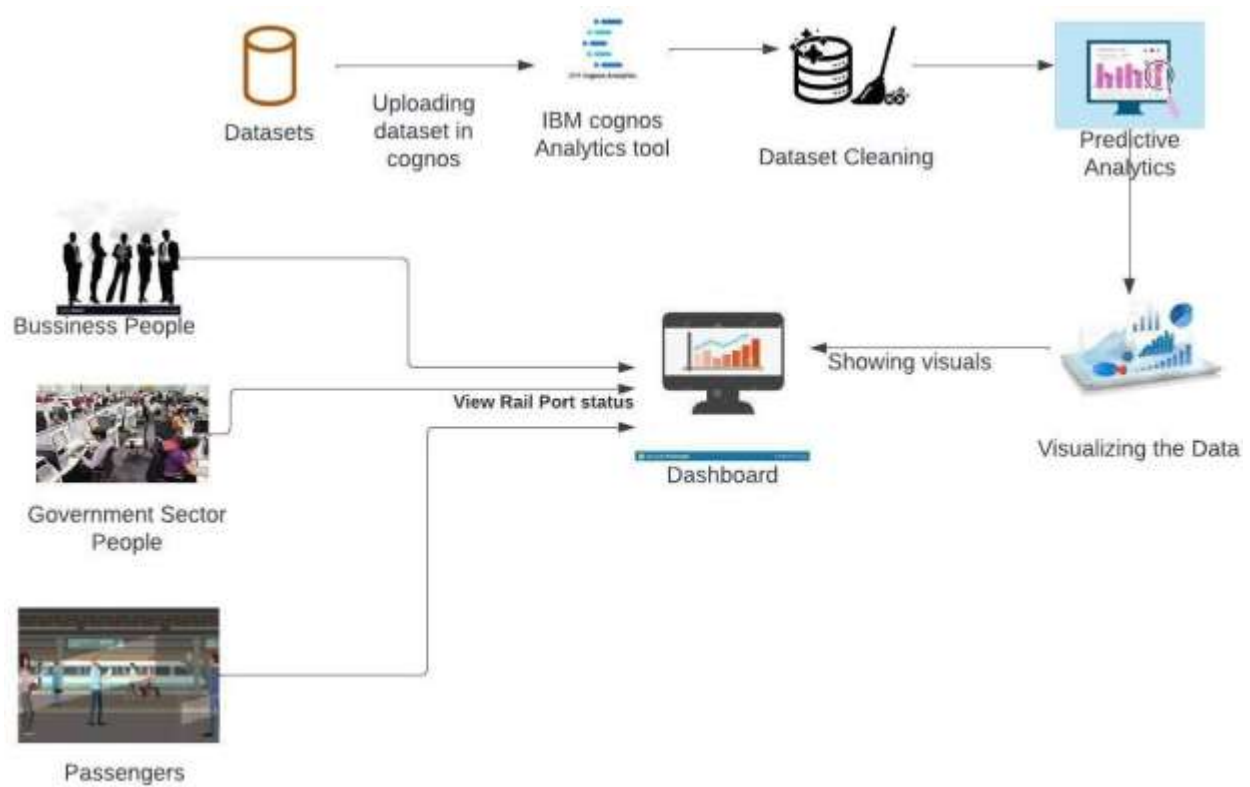 Datasets
Uploading
dataset in
cognos
IBM cognos
Analytics tool
Dataset Cleaning
Predictive
Analytics
Bussiness People
View Rail Port status
Showing visuals
Dashboard
Visualizing the Data
Government Sector
People
Passengers